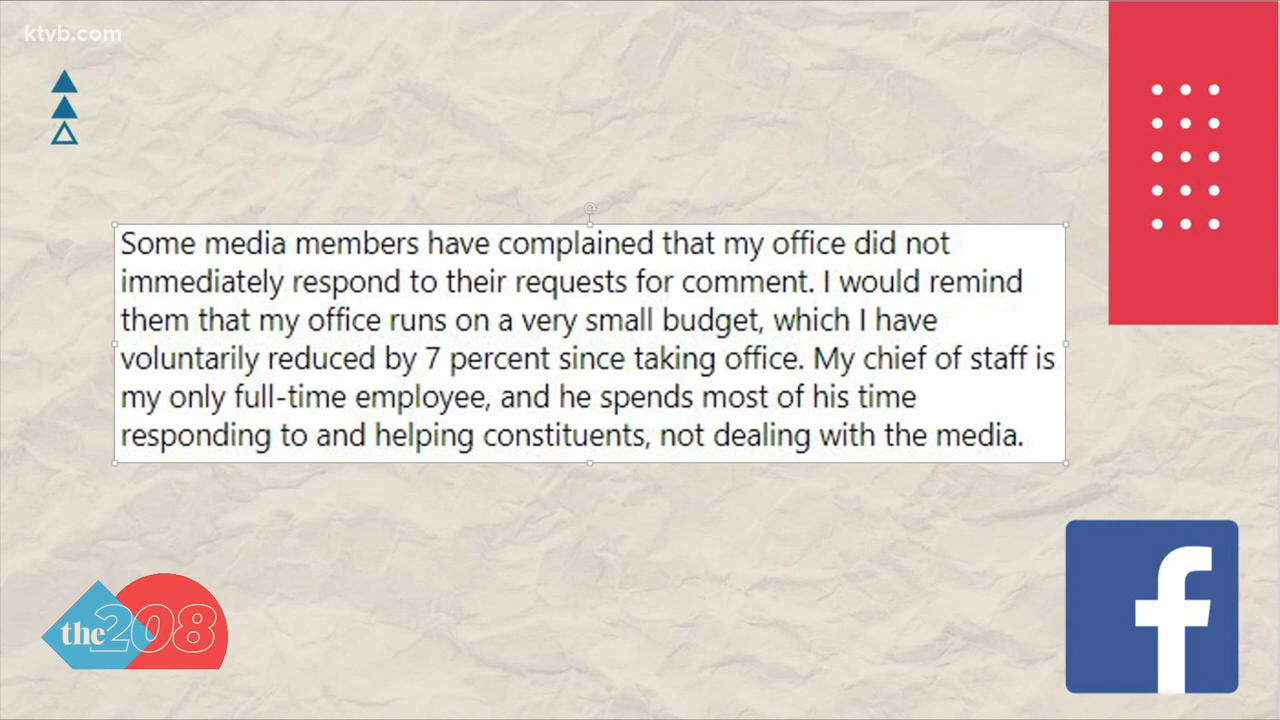 ktvb.com
Some media members have complained that my office did not
immediately respond to their requests for comment. I would remind
them that my office runs on a very small budget, which I have
voluntarily reduced by 7 percent since taking office. My chief of staff is
my only full-time employee, and he spends most of his time
responding to and helping constituents, not dealing with the media.
the 208
f